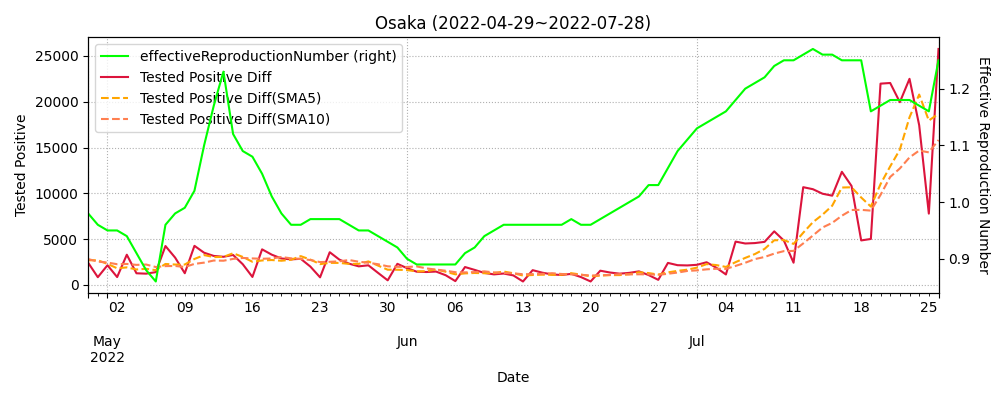 Osaka (2022-04-29~2022-07-28)
effectiveReproductionNumber (right)
Tested Positive Diff
Tested Positive Diff(SMA5)
Tested Positive Diff(SMA10)
Tested Positive
25000
20000
15000
10000
5000
0
1.2
1.1
1.0
0.9
Effective Reproduction Number
02 09 16 23 30 06 13 20 27 04 11 18 25
May Jun Jul
2022
Date